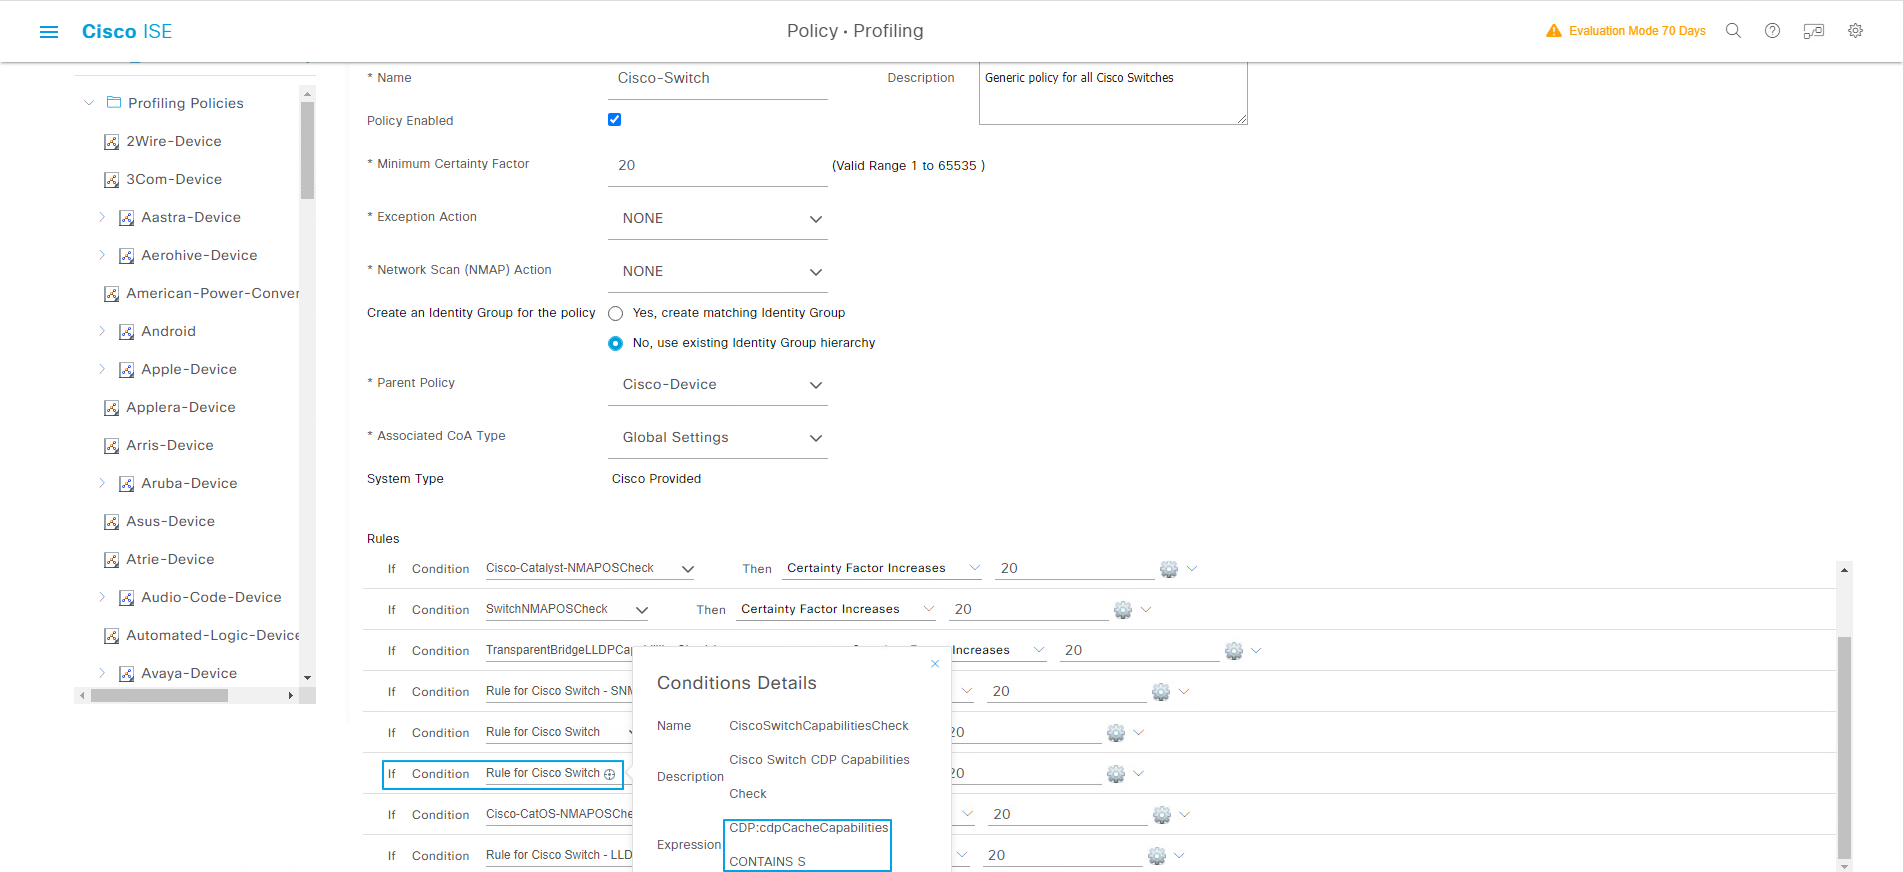 Cisco ISE
Policy · Profiling
Evaluation Mode 70 Days
Profiling Policies
2Wire-Device
3Com-Device
Aastra-Device
Aerohive-Device
American-Power-Conver
Android
Apple-Device
Applera-Device
Arris-Device
Aruba-Device
Asus-Device
Atrie-Device
Audio-Code-Device
Automated-Logic-Device
Avaya-Device
* Name Cisco-Switch Description Generic policy for all Cisco Switches
Policy Enabled
* Minimum Certainty Factor 20 (Valid Range 1 to 65535 )
* Exception Action NONE
* Network Scan (NMAP) Action NONE
Create an Identity Group for the policy Yes, create matching Identity Group
No, use existing Identity Group hierarchy
* Parent Policy Cisco-Device
* Associated CoA Type Global Settings
System Type Cisco Provided
Rules
If Condition Cisco-Catalyst-NMAPOSCheck Then Certainty Factor Increases 20
If Condition SwitchNMAPOSCheck Then Certainty Factor Increases 20
If Condition TransparentBridgeLLDPCap Increases 20
If Condition Rule for Cisco Switch - SNM 20
If Condition Rule for Cisco Switch 20
If Condition Rule for Cisco Switch 20
If Condition Cisco-CatOS-NMAPOSChe 20
If Condition Rule for Cisco Switch - LLD 20
Conditions Details
Name CiscoSwitchCapabilitiesCheck
Description Cisco Switch CDP Capabilities
Check
Expression CDP:cdpCacheCapabilities
CONTAINS S